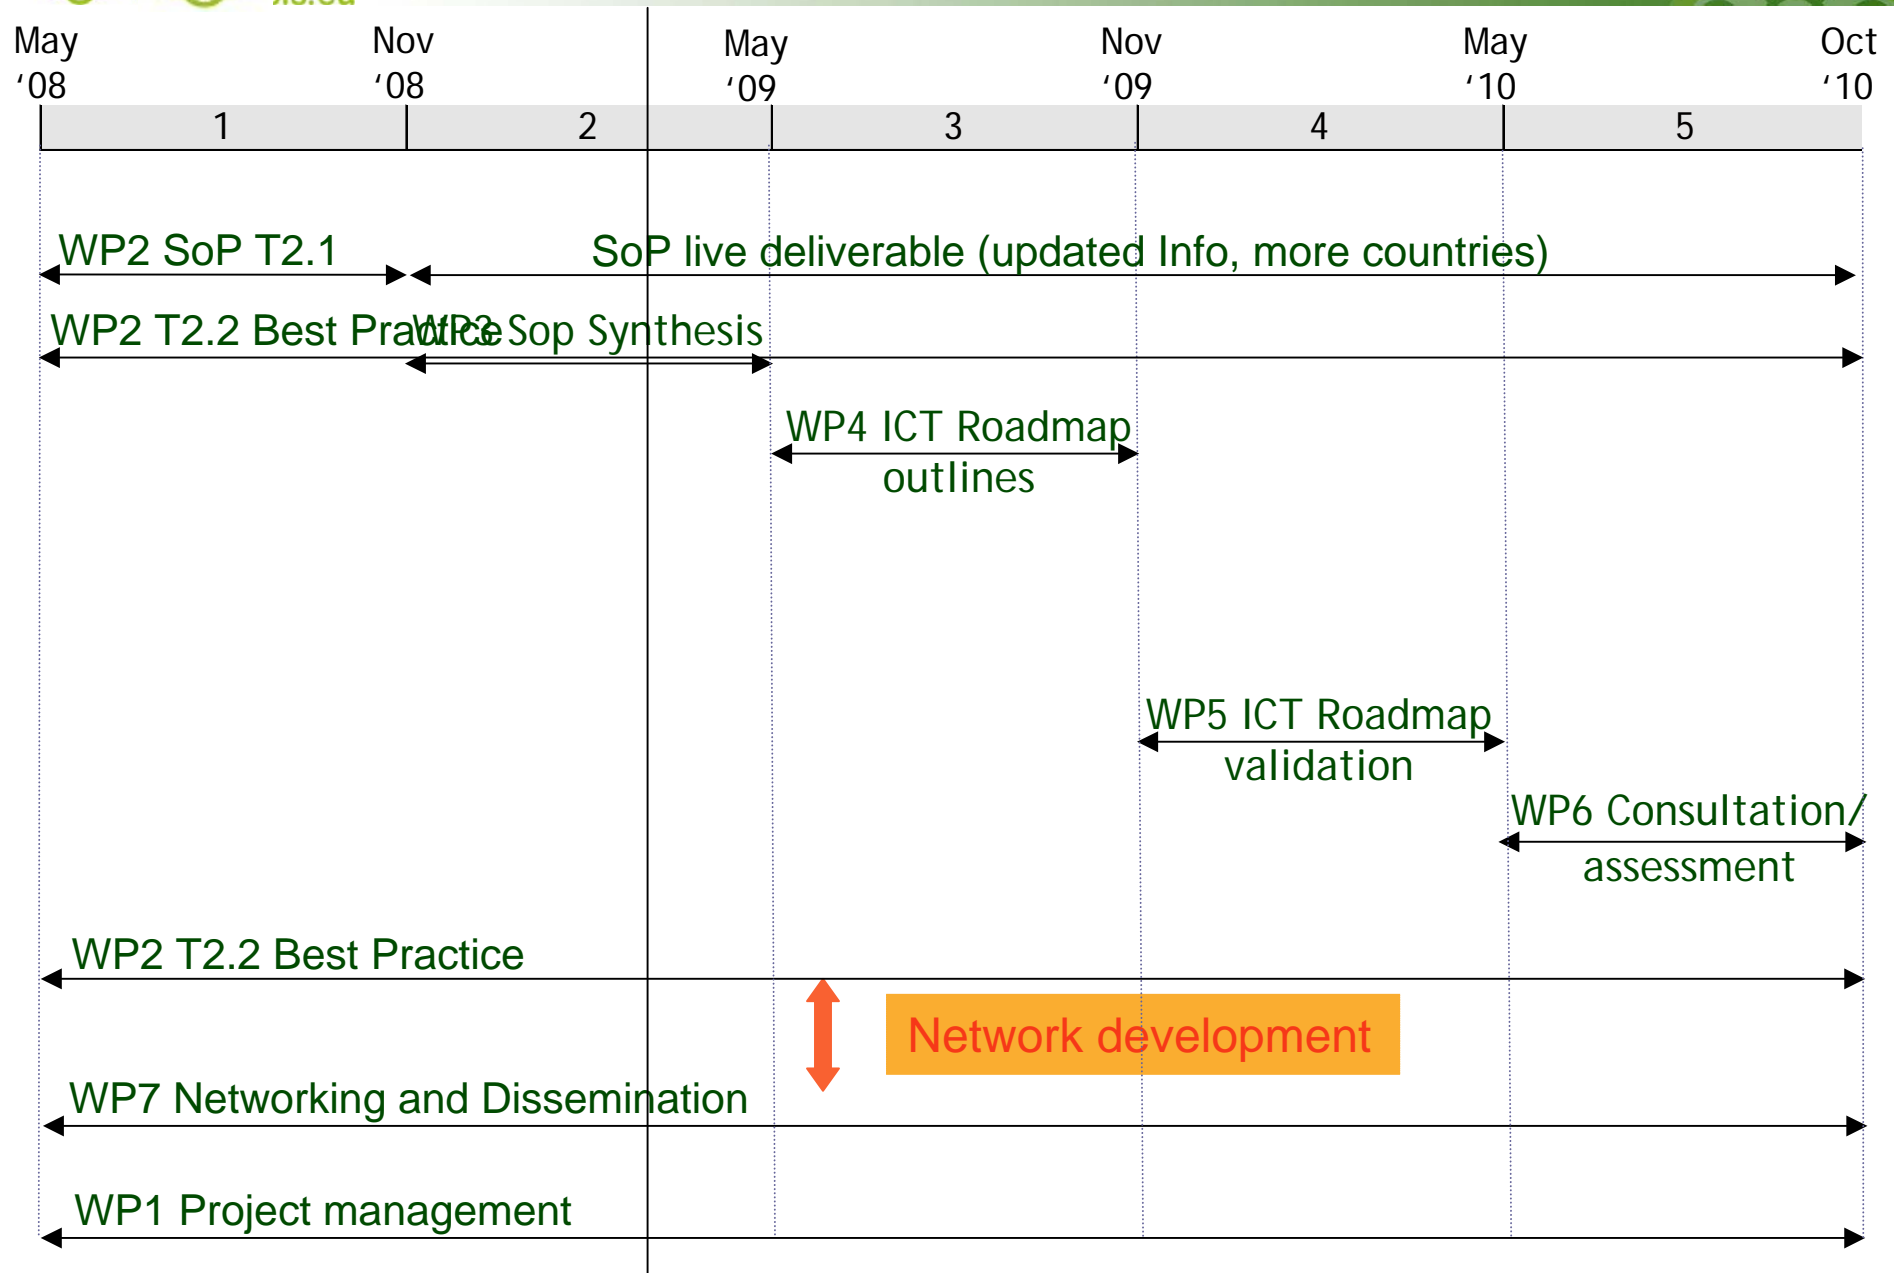 May Nov May Nov May Oct
‘08 ‘08 ‘09 ‘09 ‘10 ‘10
1 2 3 4 5
WP2 SoP T2.1 SoP live deliverable (updated Info, more countries)
WP2 T2.2 Best Practice WP3 Sop Synthesis
WP4 ICT Roadmap
outlines
WP5 ICT Roadmap
validation
WP6 Consultation/
assessment
WP2 T2.2 Best Practice
Network development
WP7 Networking and Dissemination
WP1 Project management